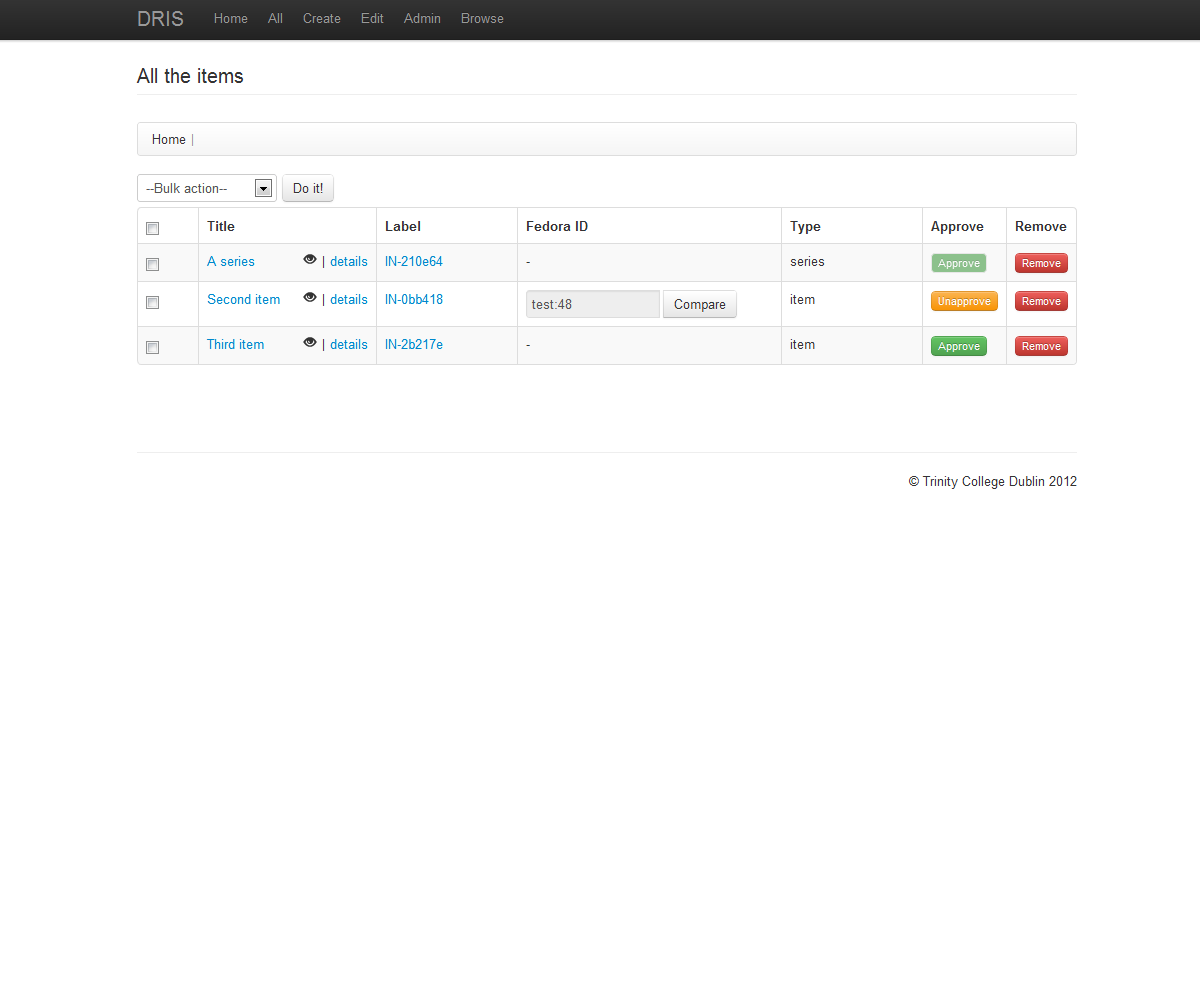 DRIS Home All Create Edit Admin Browse
All the items
Home |
--Bulk action-- Do it!
Title Label Fedora ID Type Approve Remove
A series | details IN-210e64 - series Approve Remove
Second item | details IN-0bb418 test:48 Compare item Unapprove Remove
Third item | details IN-2b217e - item Approve Remove
© Trinity College Dublin 2012